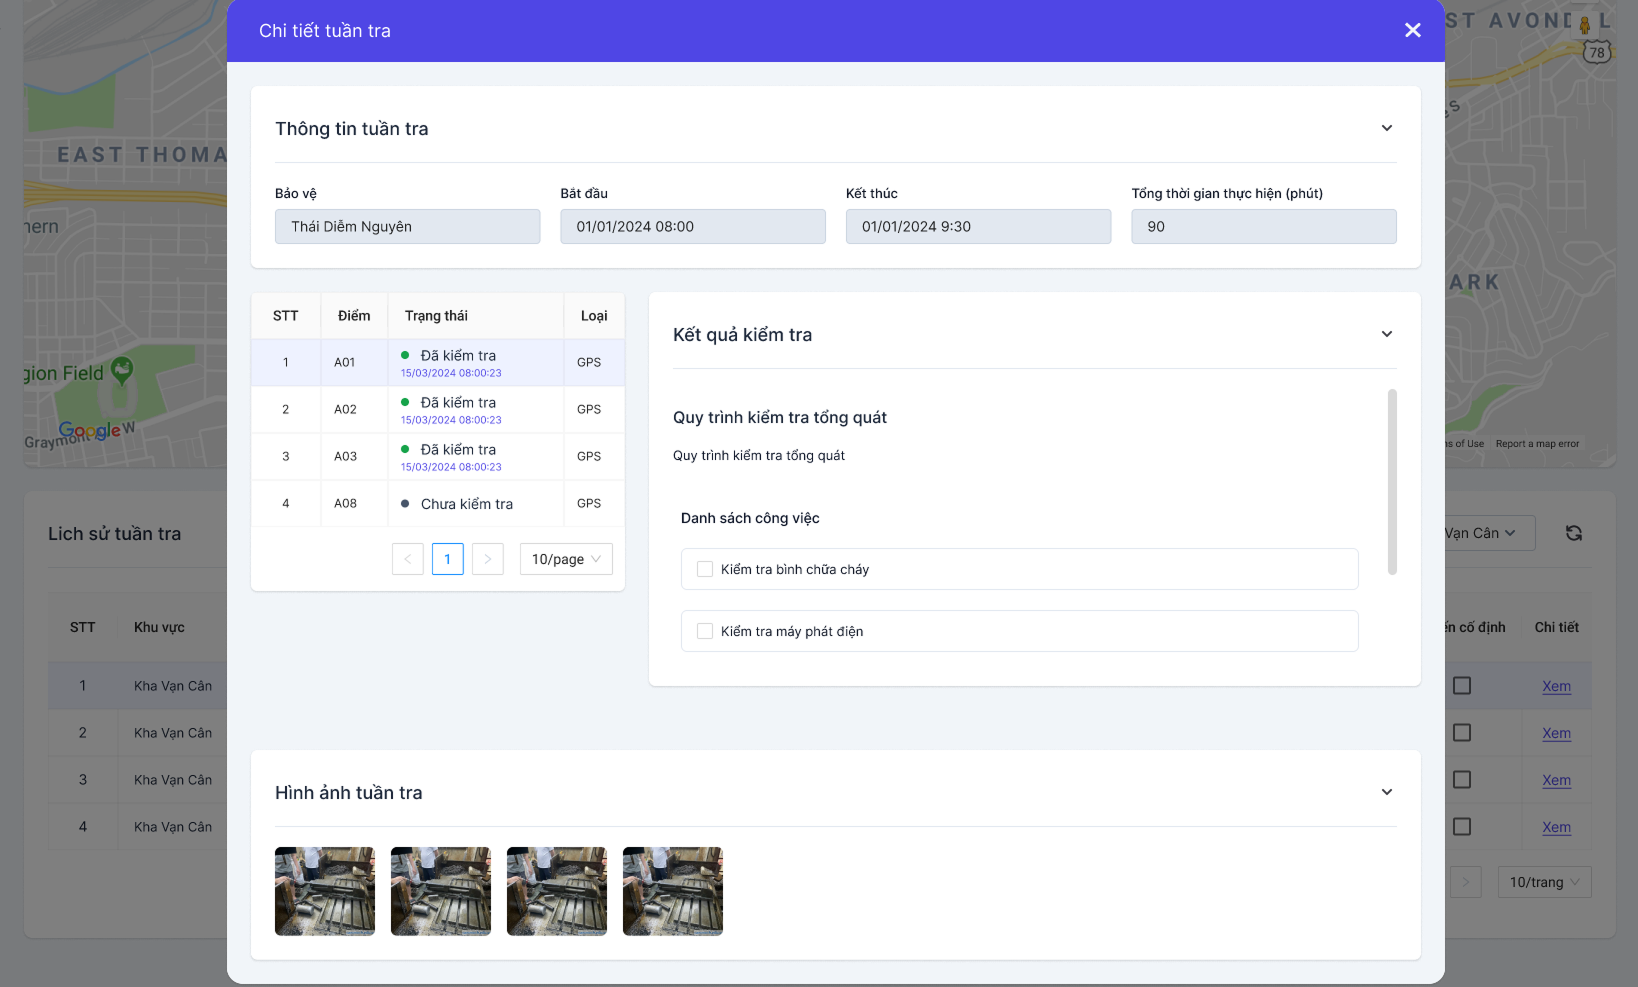 Chi tiết tuần tra
ST AVOND L
78
EAST THOMA
Thông tin tuần tra
Bảo vệ
Bắt đầu
Kết thúc
Tổng thời gian thực hiện (phút)
Thái Diễm Nguyên
01/01/2024 08:00
01/01/2024 9:30
90
hern
ARK
STT
Điểm
Trạng thái
Loại
1
A01
Đã kiểm tra
15/03/2024 08:00:23
GPS
2
A02
Đã kiểm tra
15/03/2024 08:00:23
GPS
3
A03
Đã kiểm tra
15/03/2024 08:00:23
GPS
4
A08
Chưa kiểm tra
GPS
1
10/page
Kết quả kiểm tra
Quy trình kiểm tra tổng quát
Quy trình kiểm tra tổng quát
Danh sách công việc
Kiểm tra bình chữa cháy
Kiểm tra máy phát điện
gion Field
Google
Graymont Ave W
ms of Use
Report a map error
Lich sử tuần tra
Vạn Cân
STT
Khu vực
ến cố định
Chi tiết
1
Kha Vạn Cân
Xem
2
Kha Vạn Cân
Xem
3
Kha Vạn Cân
Xem
4
Kha Vạn Cân
Xem
10/trang
Hình ảnh tuần tra